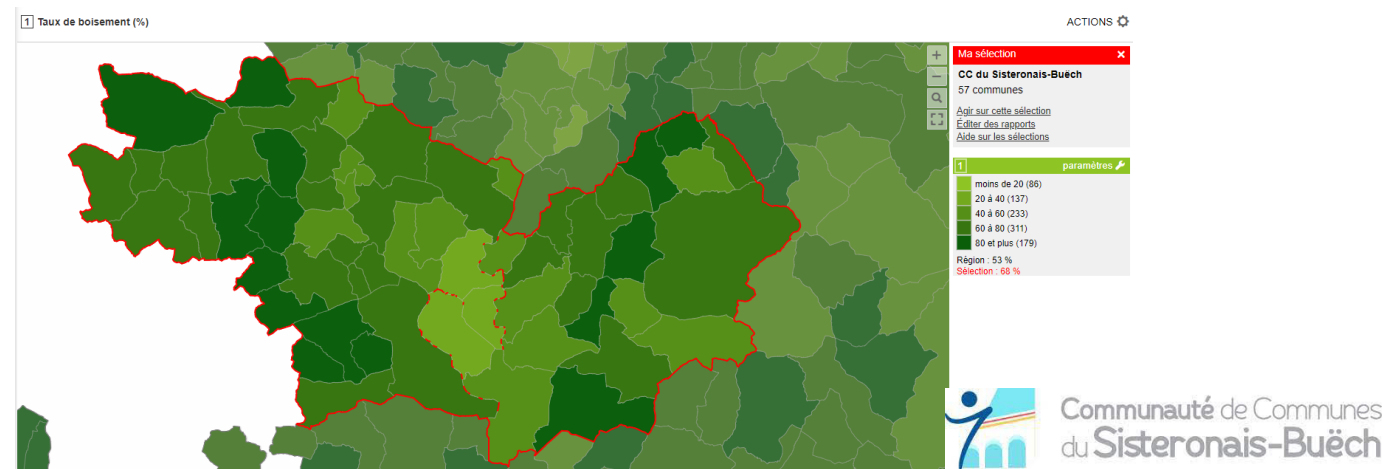 1 Taux de boisement (%)
ACTIONS
Ma sélection ×
CC du Sisteronais-Buëch
57 communes
Agir sur cette sélection
Éditer des rapports
Aide sur les sélections
1 paramètres
moins de 20 (86)
20 à 40 (137)
40 à 60 (233)
60 à 80 (311)
80 et plus (179)
Région : 53 %
Sélection : 68 %
Communauté de Communes
du Sisteronais-Buëch